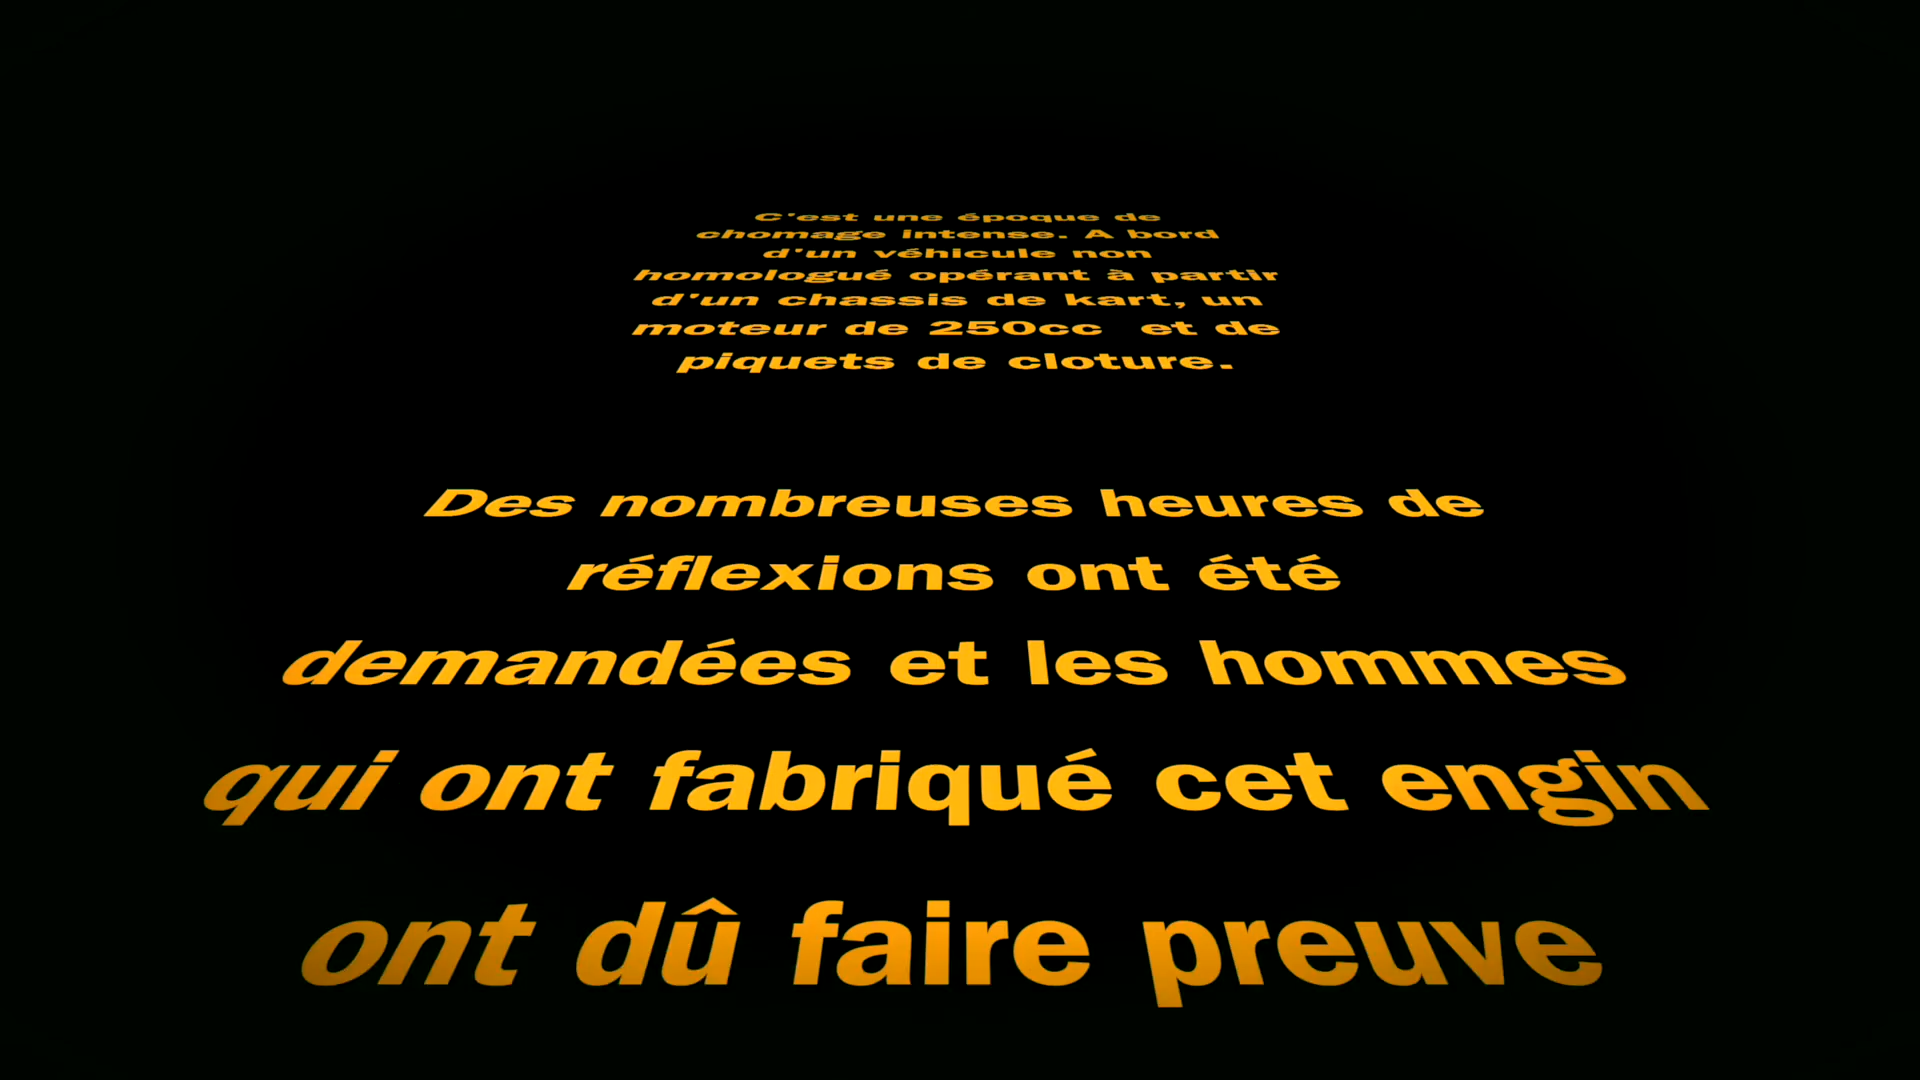 C'est une époque de
chomage intense. A bord
d'un véhicule non
homologué opérant à partir
d'un chassis de kart, un
moteur de 250cc  et de
piquets de cloture.
Des nombreuses heures de
réflexions ont été
demandées et les hommes
qui ont fabriqué cet engin
ont dû faire preuve